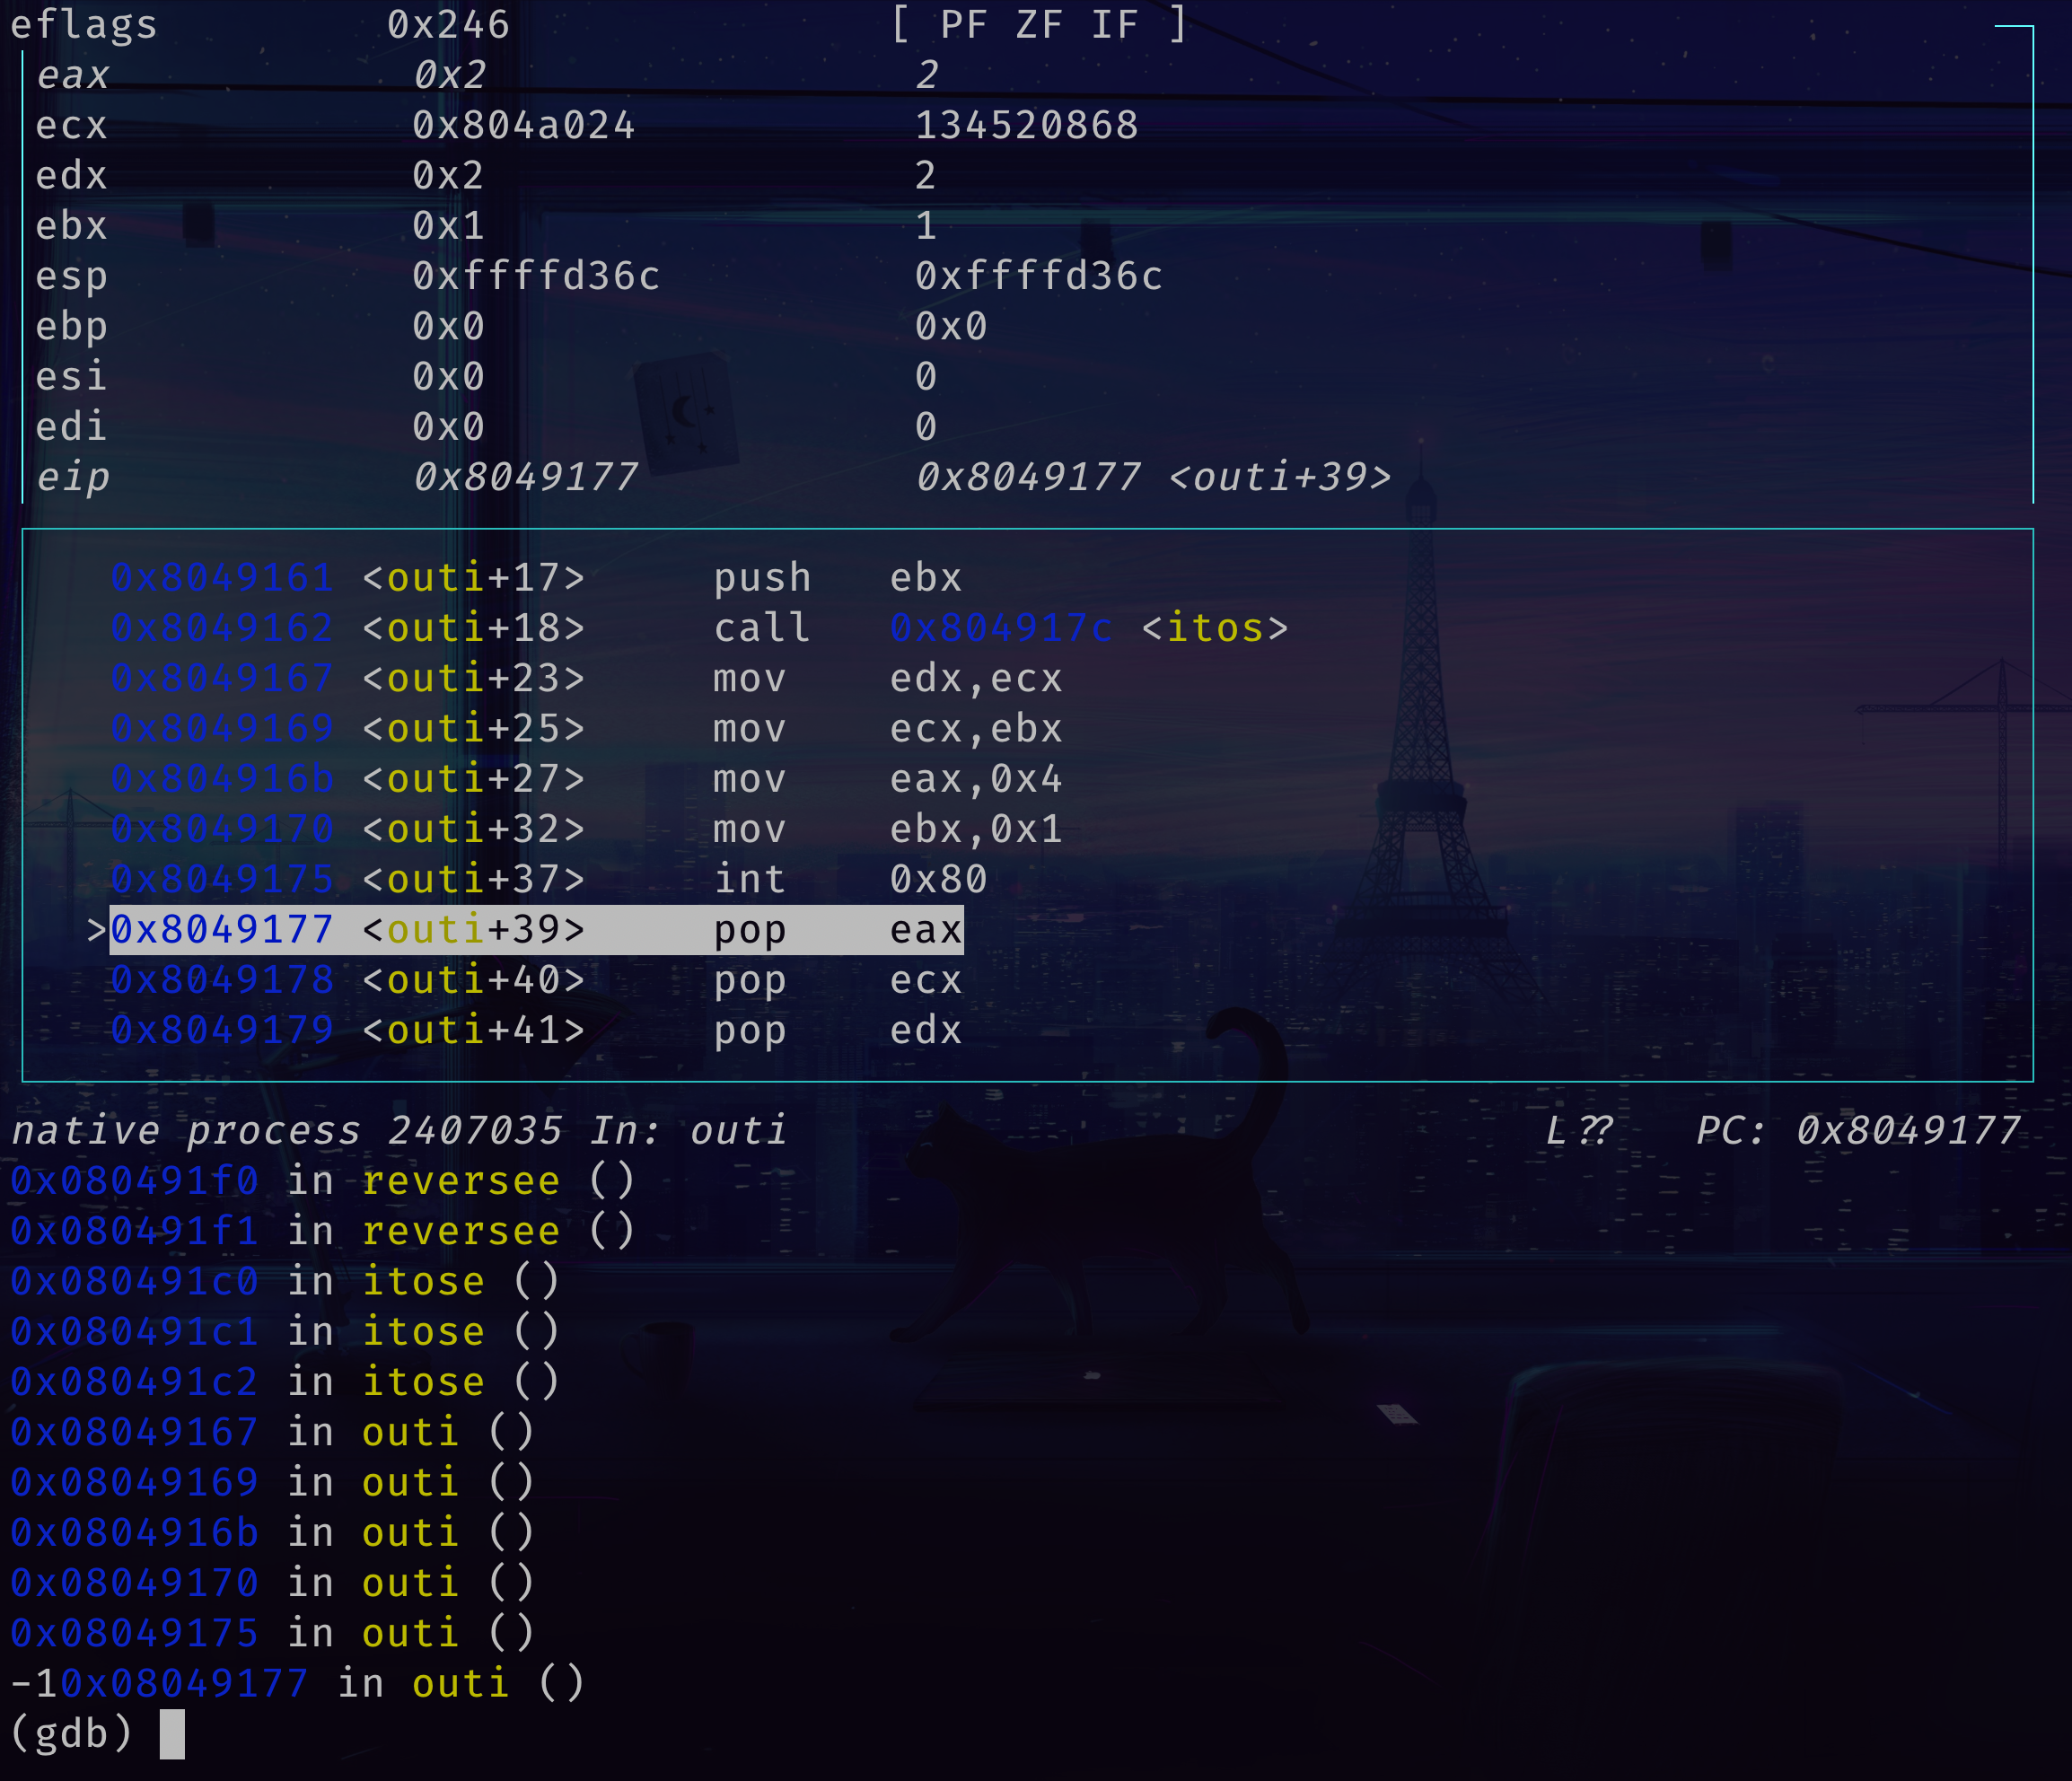 eflags 0x246 [ PF ZF IF ]
eax 0x2 2
ecx 0x804a024 134520868
edx 0x2 2
ebx 0x1 1
esp 0xffffd36c 0xffffd36c
ebp 0x0 0x0
esi 0x0 0
edi 0x0 0
eip 0x8049177 0x8049177 <outi+39>
0x8049161 <outi+17> push ebx
0x8049162 <outi+18> call 0x804917c <itos>
0x8049167 <outi+23> mov edx,ecx
0x8049169 <outi+25> mov ecx,ebx
0x804916b <outi+27> mov eax,0x4
0x8049170 <outi+32> mov ebx,0x1
0x8049175 <outi+37> int 0x80
>0x8049177 <outi+39> pop eax
0x8049178 <outi+40> pop ecx
0x8049179 <outi+41> pop edx
native process 2407035 In: outi L?? PC: 0x8049177
0x080491f0 in reversee ()
0x080491f1 in reversee ()
0x080491c0 in itose ()
0x080491c1 in itose ()
0x080491c2 in itose ()
0x08049167 in outi ()
0x08049169 in outi ()
0x0804916b in outi ()
0x08049170 in outi ()
0x08049175 in outi ()
-10x08049177 in outi ()
(gdb)